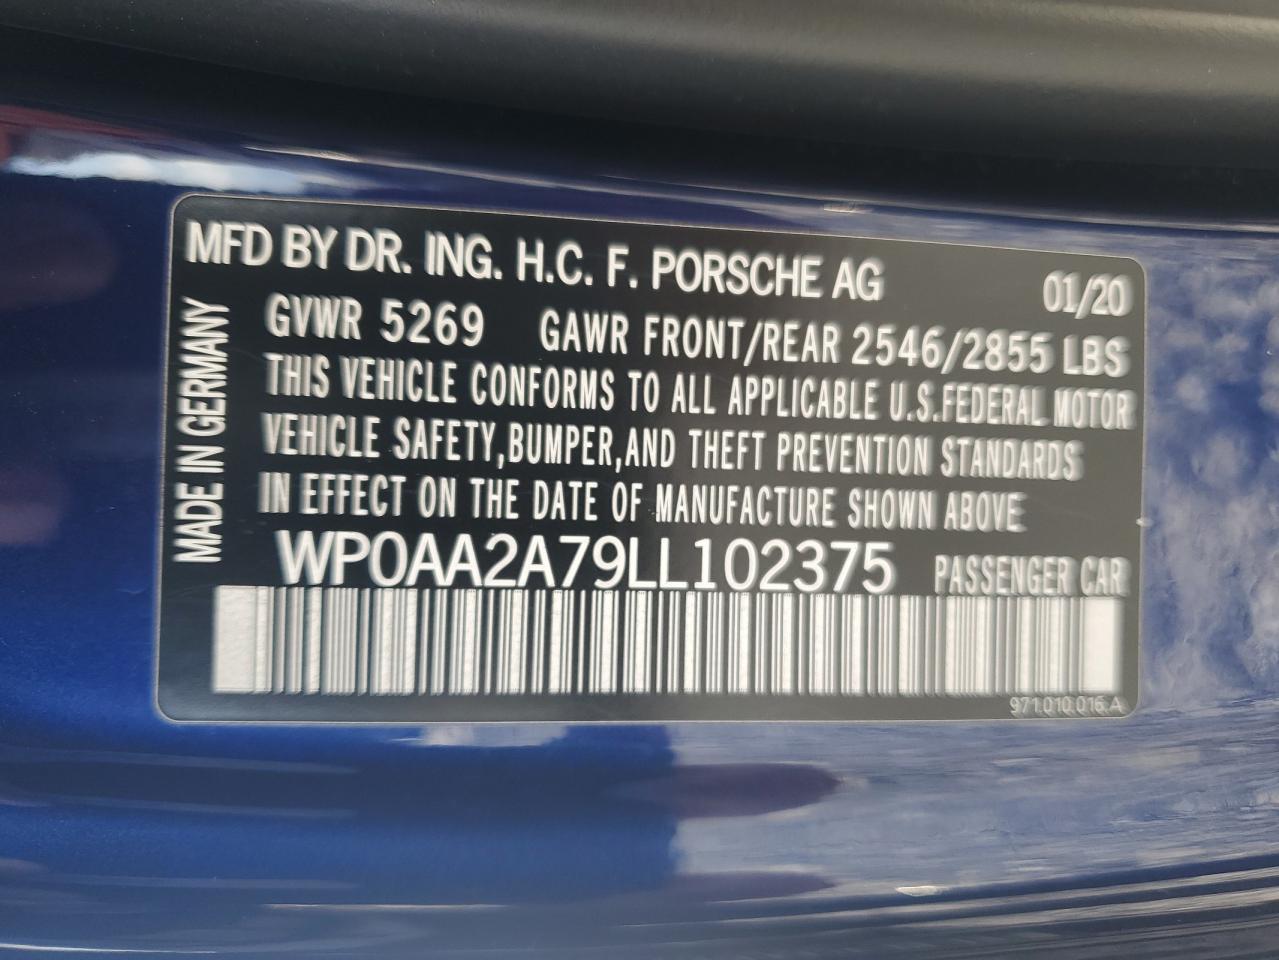 MFD BY DR. ING. H.C. F. PORSCHE AG 01/20
GVWR 5269 GAWR FRONT/REAR 2546/2855 LBS
THIS VEHICLE CONFORMS TO ALL APPLICABLE U.S.FEDERAL MOTOR
VEHICLE SAFETY,BUMPER,AND THEFT PREVENTION STANDARDS
IN EFFECT ON THE DATE OF MANUFACTURE SHOWN ABOVE
WP0AA2A79LL102375 PASSENGER CAR
971.010.016.A
MADE IN GERMANY